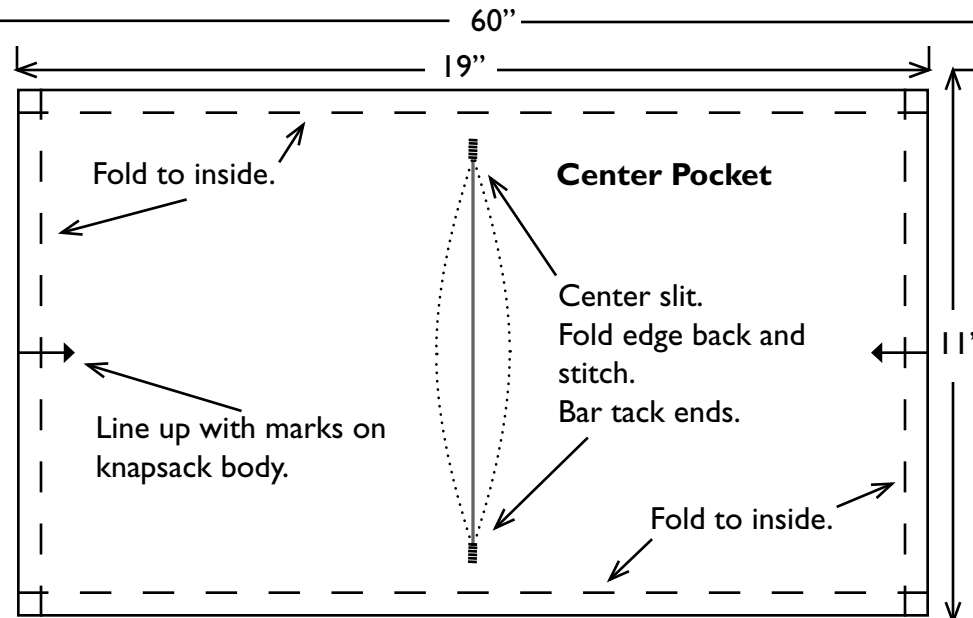 60”
19”
Fold to inside.
Center Pocket
Center slit.
Fold edge back and
stitch.
Bar tack ends.
11”
Line up with marks on
knapsack body.
Fold to inside.